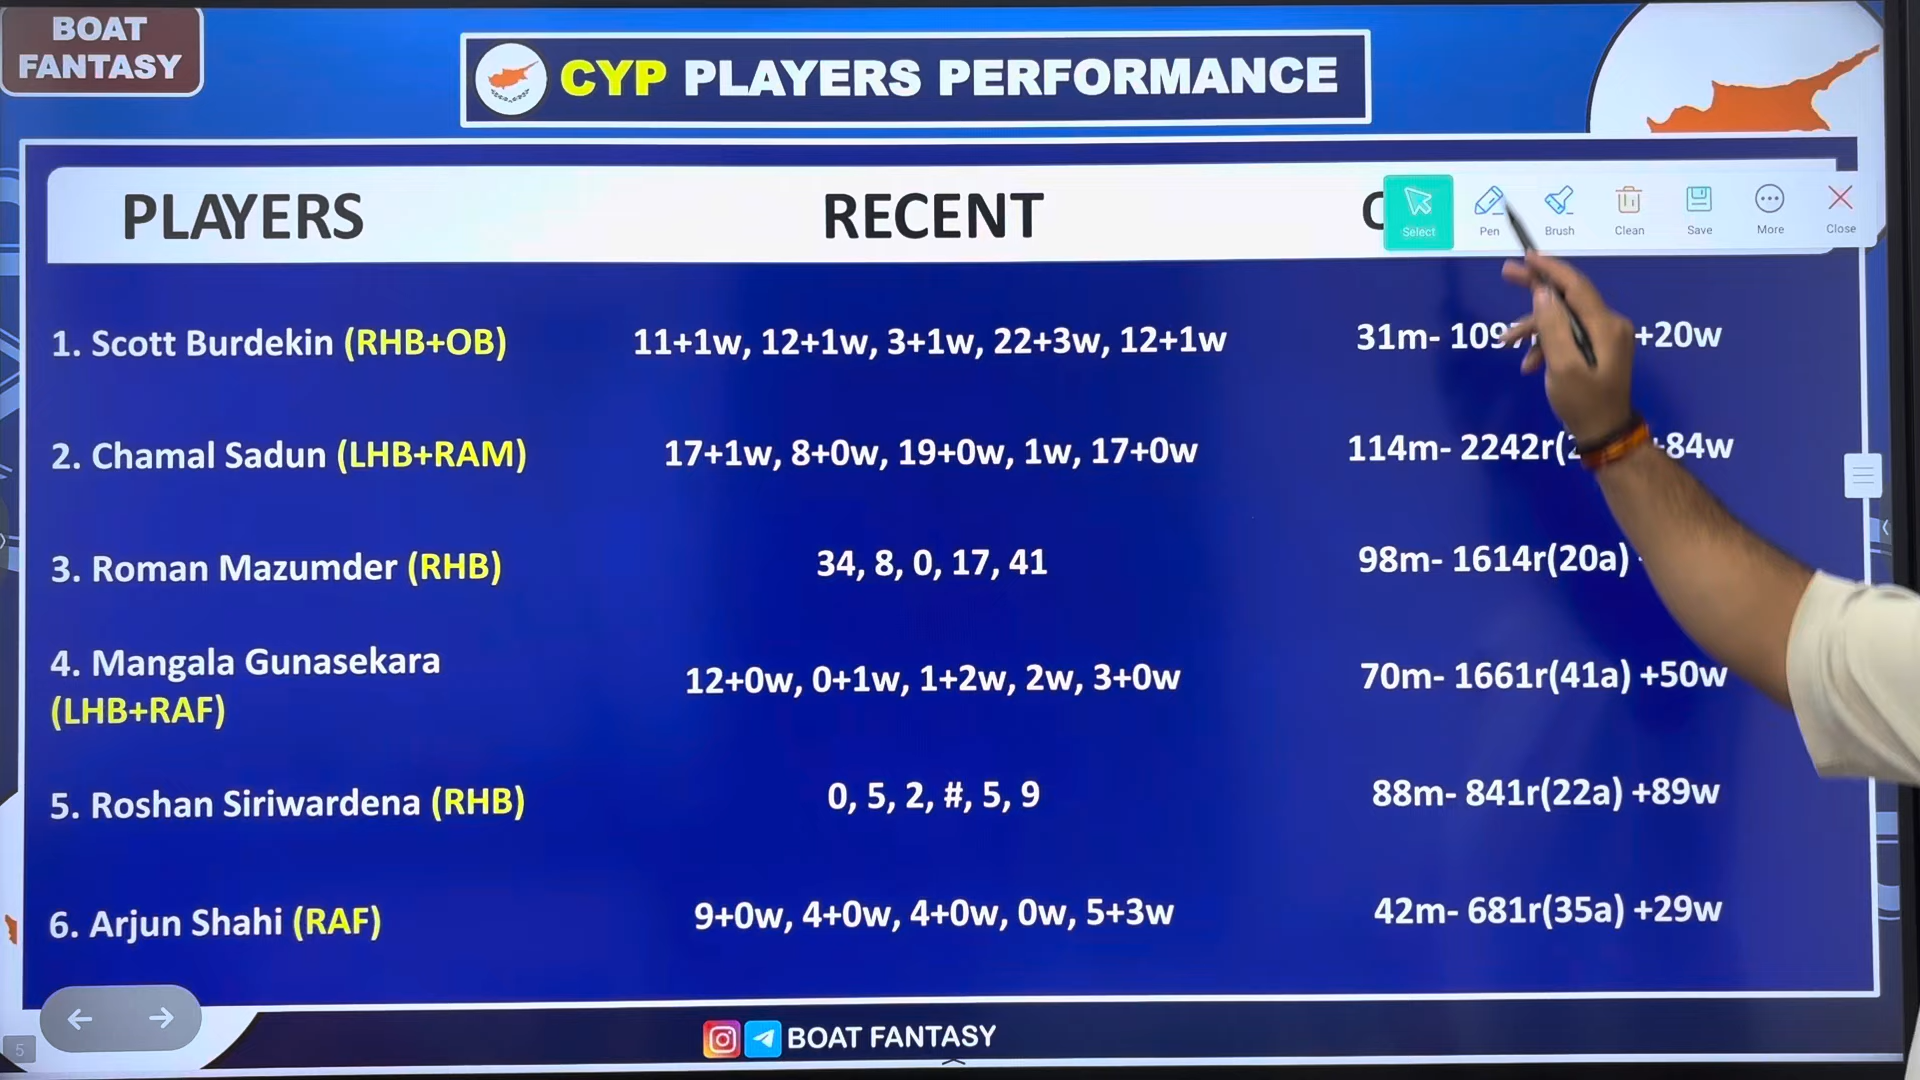 BOAT
FANTASY
CYP PLAYERS PERFORMANCE
PLAYERS RECENT
Select Pen Brush Clean Save More Close
1. Scott Burdekin (RHB+OB) 11+1w, 12+1w, 3+1w, 22+3w, 12+1w 31m- +20w
2. Chamal Sadun (LHB+RAM) 17+1w, 8+0w, 19+0w, 1w, 17+0w 114m- 2242r +84w
3. Roman Mazumder (RHB) 34, 8, 0, 17, 41 98m- 1614r(20a)
4. Mangala Gunasekara
(LHB+RAF) 12+0w, 0+1w, 1+2w, 2w, 3+0w 70m- 1661r(41a) +50w
5. Roshan Siriwardena (RHB) 0, 5, 2, #, 5, 9 88m- 841r(22a) +89w
6. Arjun Shahi (RAF) 9+0w, 4+0w, 4+0w, 0w, 5+3w 42m- 681r(35a) +29w
5
BOAT FANTASY